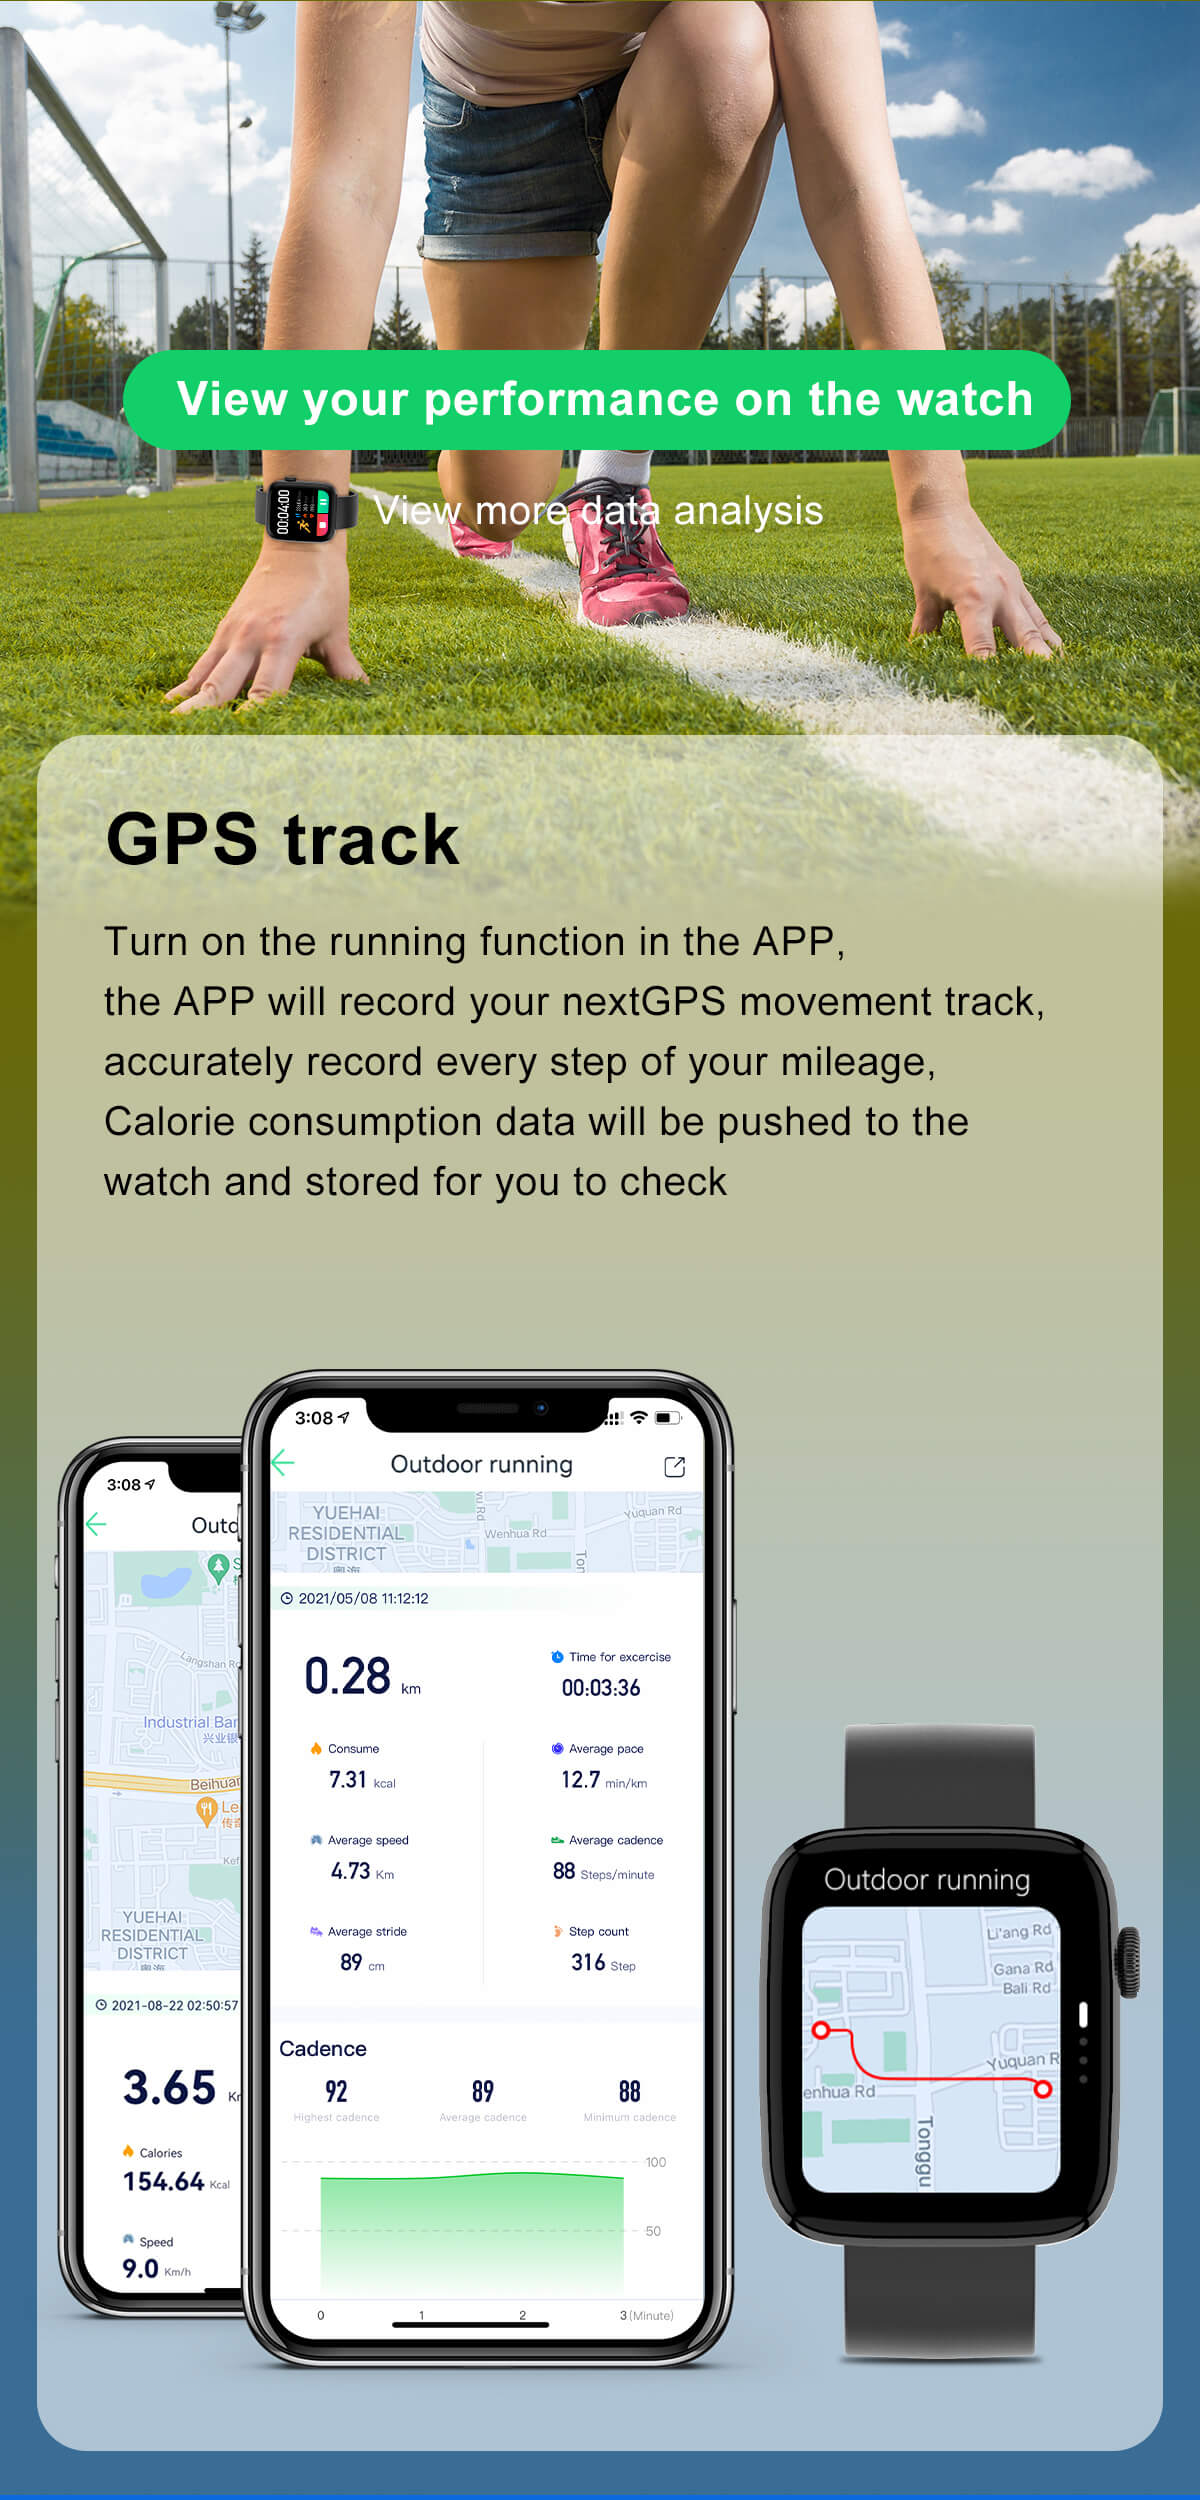 View your performance on the watch
View more data analysis
00:04:00
GPS track
Turn on the running function in the APP,
the APP will record your nextGPS movement track,
accurately record every step of your mileage,
Calorie consumption data will be pushed to the
watch and stored for you to check
3:08
Outdoor running
YUEHAI
RESIDENTIAL
DISTRICT
粤海
Wenhua Rd
Yuquan Rd
Ton
2021/05/08 11:12:12
0.28 km
Time for excercise
00:03:36
Consume
7.31 kcal
Average pace
12.7 min/km
Average speed
4.73 Km
Average cadence
88 Steps/minute
Average stride
89 cm
Step count
316 Step
Cadence
92
Highest cadence
89
Average cadence
88
Minimum cadence
100
50
0 1 2 3 (Minute)
3:08
Outd
S
Langshan Rd
Industrial Ban
兴业银
Beihuan
Le
传奇
Kef
YUEHAI
RESIDENTIAL
DISTRICT
粤海
2021-08-22 02:50:57
3.65 Km
Calories
154.64 Kcal
Speed
9.0 Km/h
Outdoor running
Li'ang Rd
Gana Rd
Bali Rd
Yuquan R
enhua Rd
Tonggu